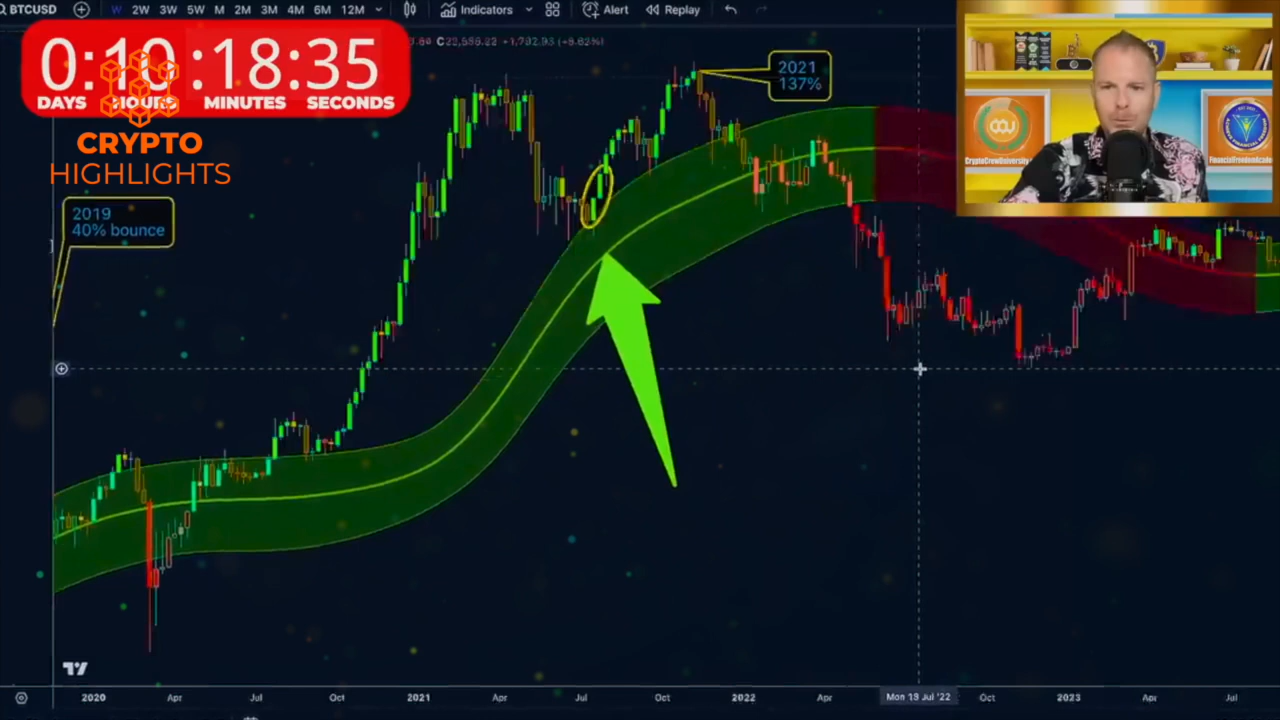 BTCUSD W 2W 3W 5W M 2M 3M 4M 6M 12M Indicators Alert Replay
0:10:18:35
DAYS HOURS MINUTES SECONDS
CRYPTO
HIGHLIGHTS
2019
40% bounce
2021
137%
CryptoCrewUniversity
CCU
2020 Apr Jul Oct 2021 Apr Jul Oct 2022 Apr Mon 18 Jul '22 Oct 2023 Apr Jul